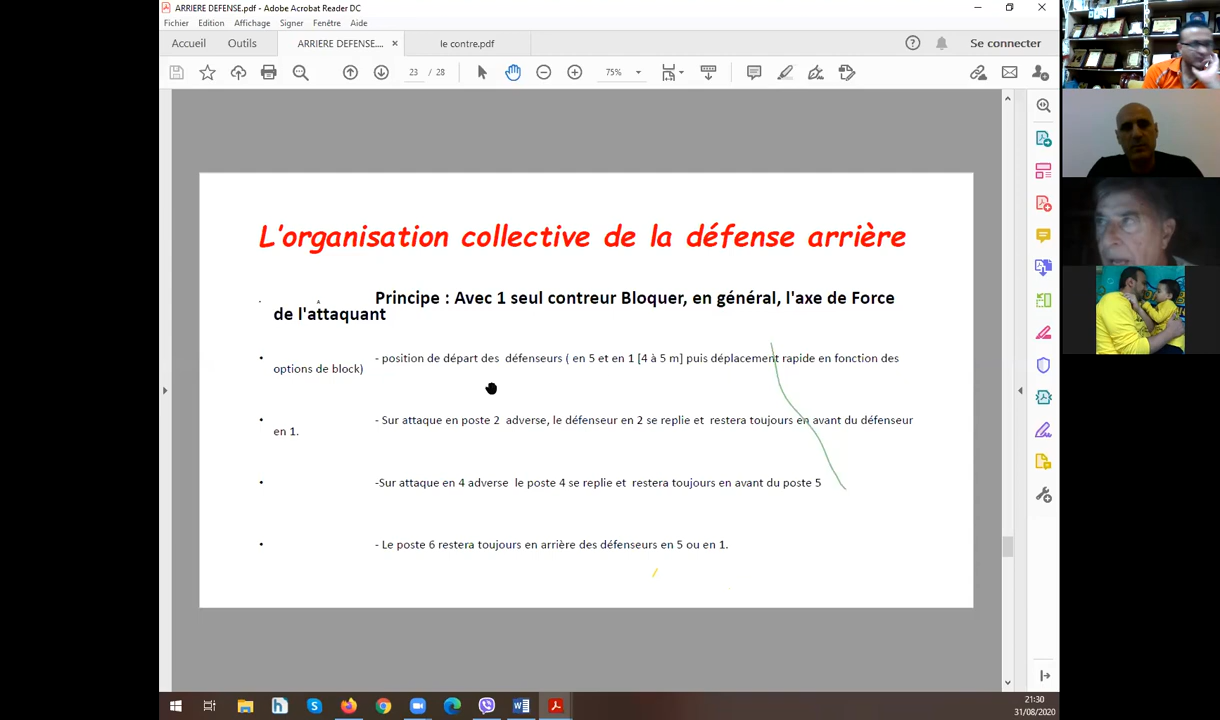 ARRIERE DEFENSE.pdf - Adobe Acrobat Reader DC
Fichier Edition Affichage Signer Fenêtre Aide
Accueil Outils ARRIERE DEFENSE.... × le contre.pdf Se connecter
23 / 28 75%
L'organisation collective de la défense arrière
Principe : Avec 1 seul contreur Bloquer, en général, l'axe de Force
de l'attaquant
• - position de départ des défenseurs ( en 5 et en 1 [4 à 5 m] puis déplacement rapide en fonction des
options de block)
• - Sur attaque en poste 2 adverse, le défenseur en 2 se replie et restera toujours en avant du défenseur
en 1.
• -Sur attaque en 4 adverse le poste 4 se replie et restera toujours en avant du poste 5
• - Le poste 6 restera toujours en arrière des défenseurs en 5 ou en 1.
21:30
31/08/2020